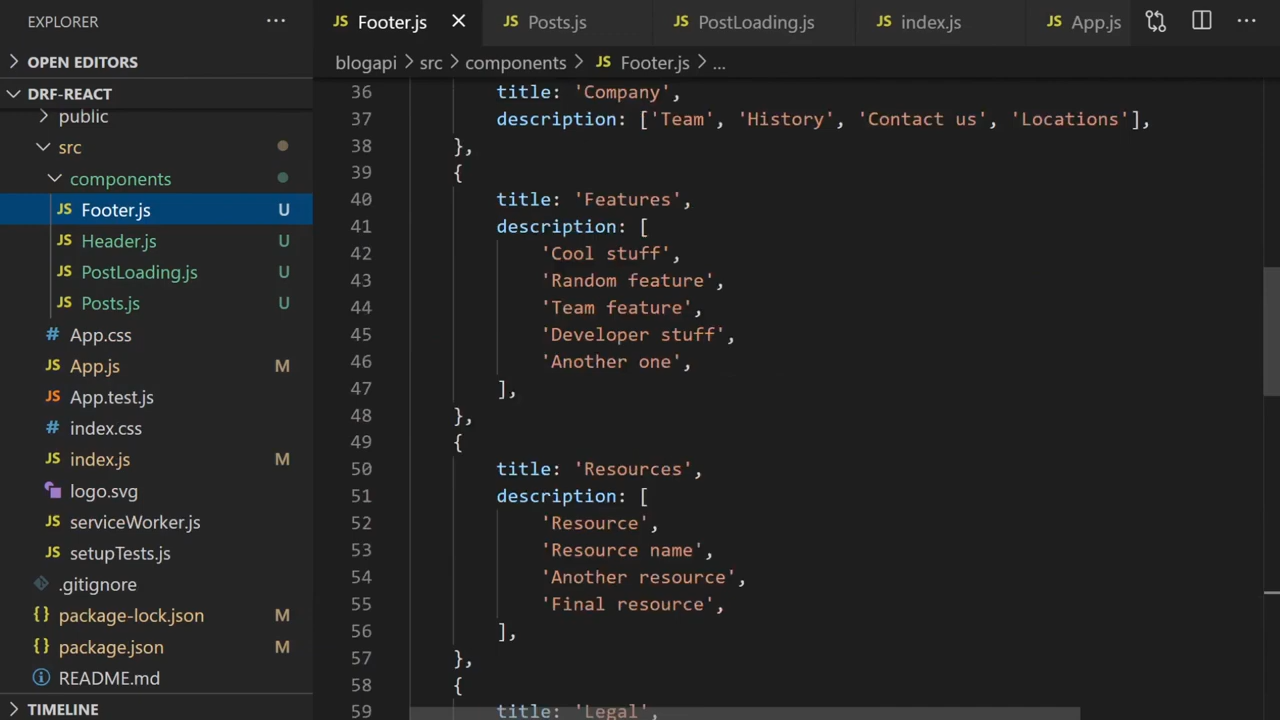 EXPLORER
OPEN EDITORS
DRF-REACT
public
src
components
JS Footer.js U
JS Header.js U
JS PostLoading.js U
JS Posts.js U
# App.css
JS App.js M
JS App.test.js
# index.css
JS index.js M
logo.svg
JS serviceWorker.js
JS setupTests.js
.gitignore
{} package-lock.json M
{} package.json M
README.md
TIMELINE
JS Footer.js JS Posts.js JS PostLoading.js JS index.js JS App.js
blogapi > src > components > JS Footer.js > ...
36 title: 'Company',
37 description: ['Team', 'History', 'Contact us', 'Locations'],
38 },
39 {
40 title: 'Features',
41 description: [
42 'Cool stuff',
43 'Random feature',
44 'Team feature',
45 'Developer stuff',
46 'Another one',
47 ],
48 },
49 {
50 title: 'Resources',
51 description: [
52 'Resource',
53 'Resource name',
54 'Another resource',
55 'Final resource',
56 ],
57 },
58 {
59 title: 'Legal',